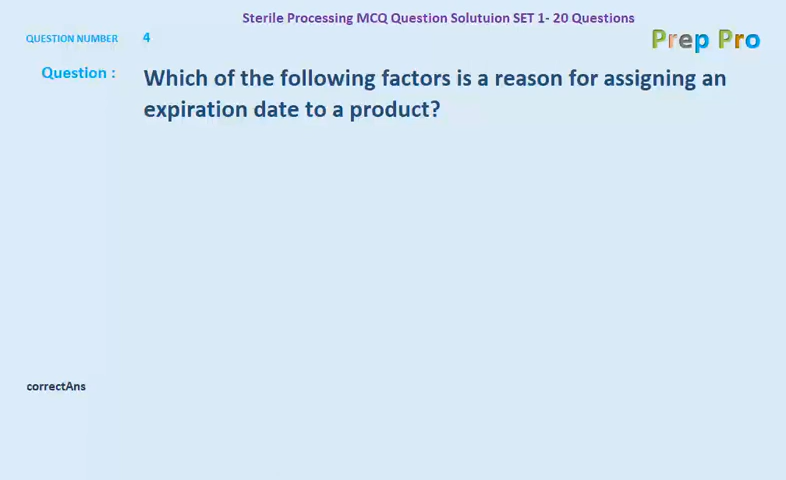 Sterile Processing MCQ Question Solutuion SET 1- 20 Questions
QUESTION NUMBER 4
Prep Pro
Question :
Which of the following factors is a reason for assigning an
expiration date to a product?
correctAns